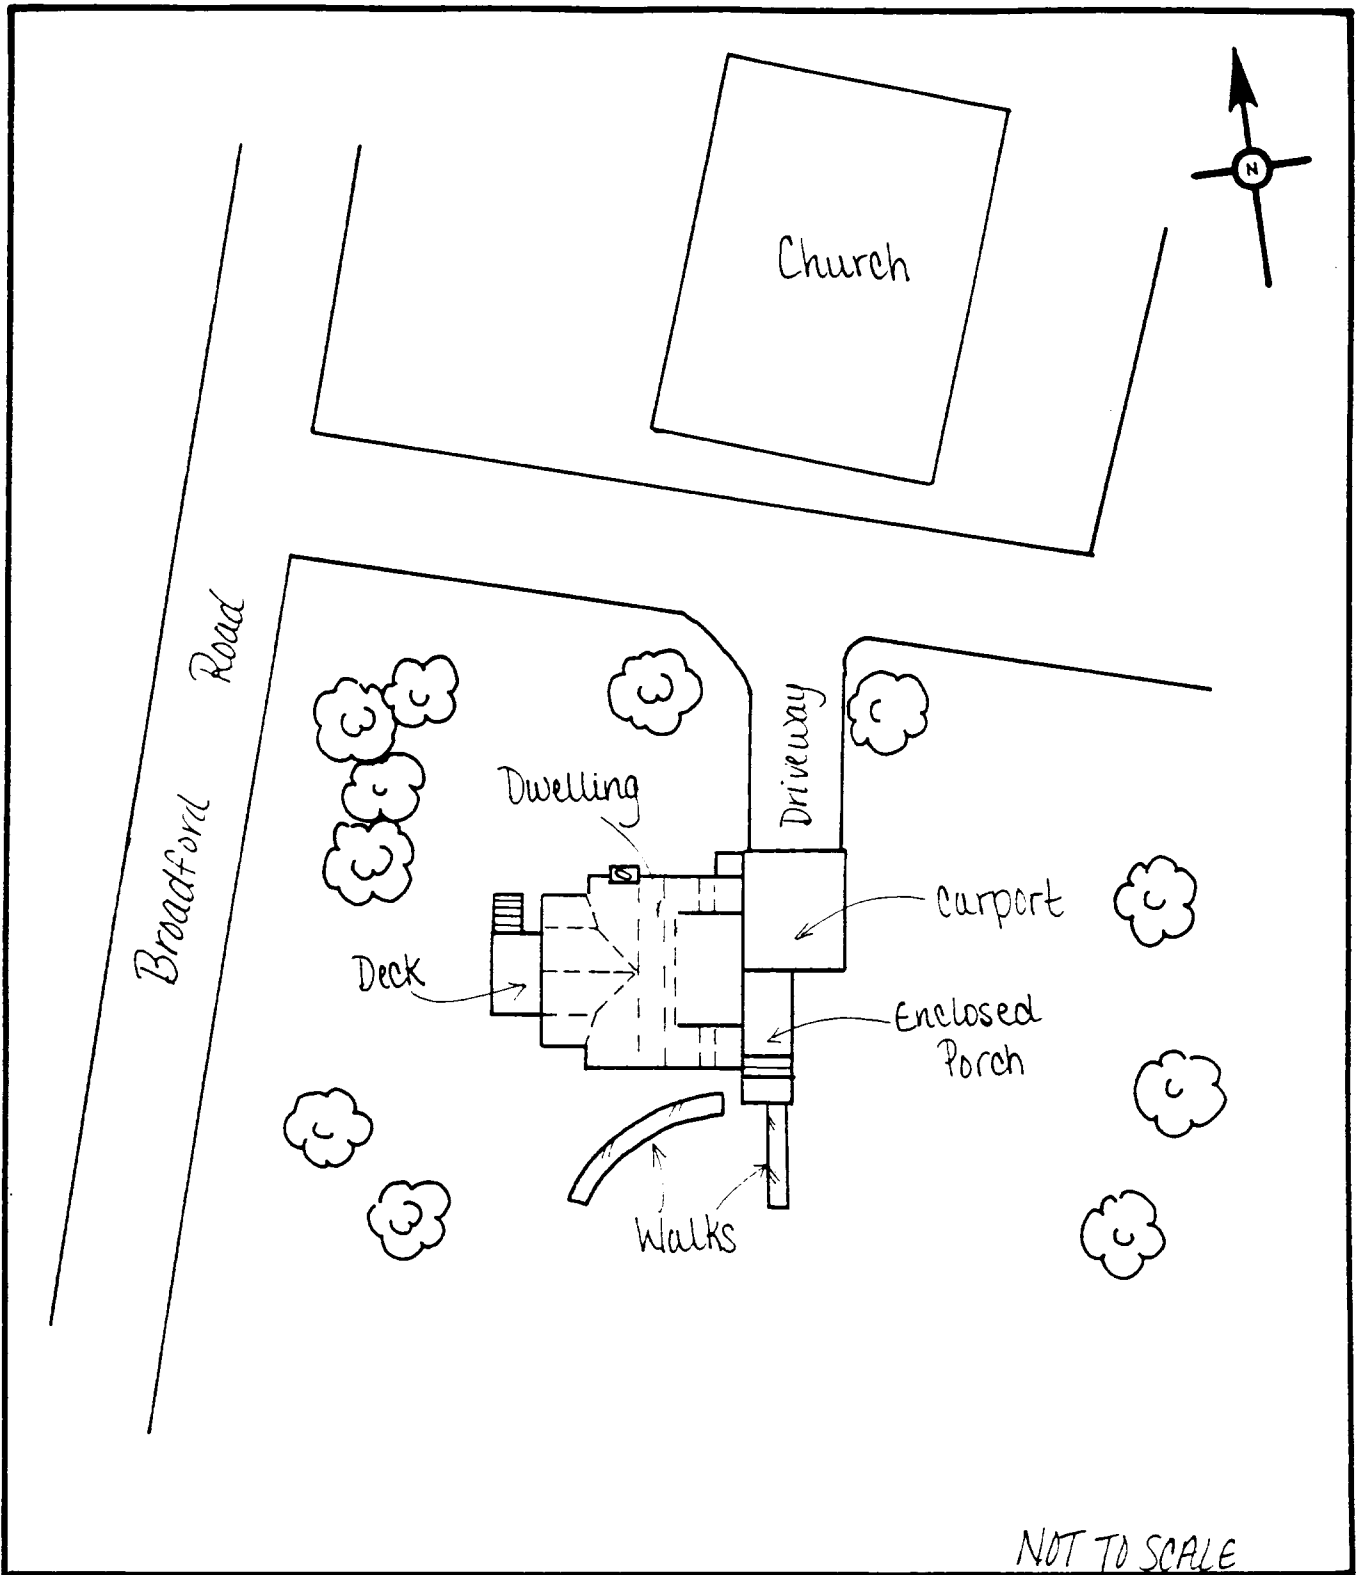 N
Church
Broadford Road
Driveway
Dwelling
carport
Deck
Enclosed
Porch
Walks
NOT TO SCALE